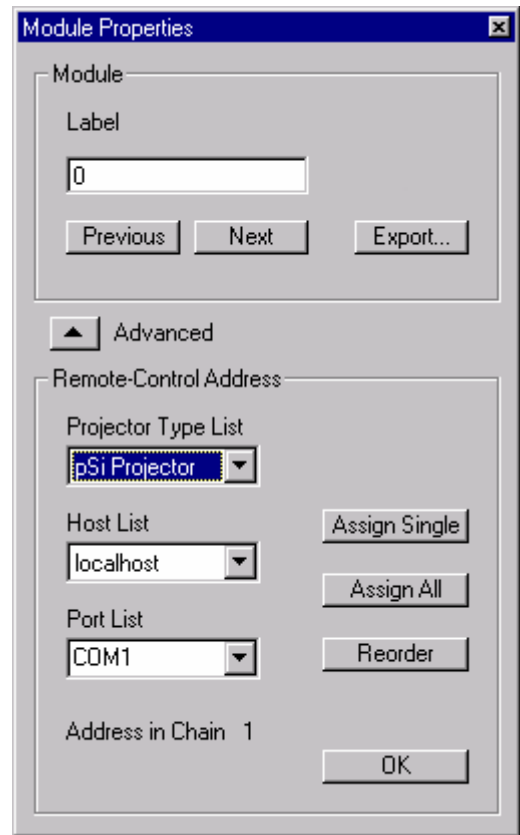 Module Properties
Module
Label
0
Previous Next Export...
Advanced
Remote-Control Address
Projector Type List
pSi Projector
Host List
Assign Single
localhost
Assign All
Port List
COM1
Reorder
Address in Chain 1
OK